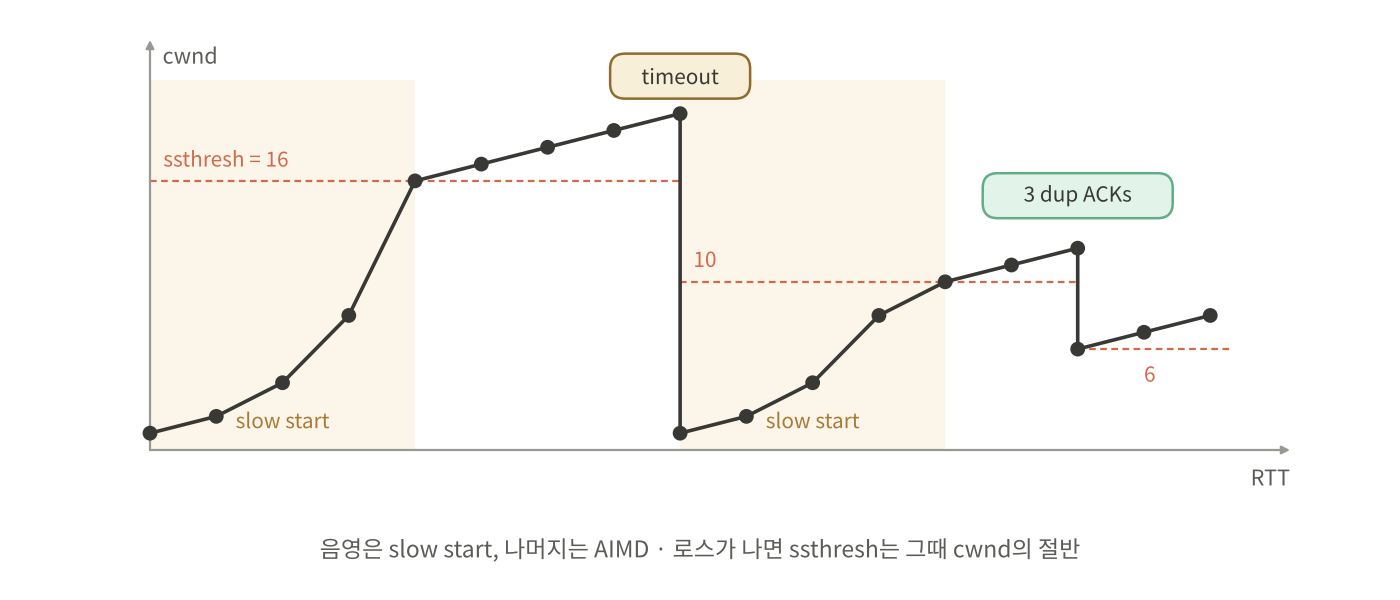 cwnd
timeout
ssthresh = 16
3 dup ACKs
10
6
slow start
slow start
RTT
음영은 slow start, 나머지는 AIMD · 로스가 나면 ssthresh는 그때 cwnd의 절반